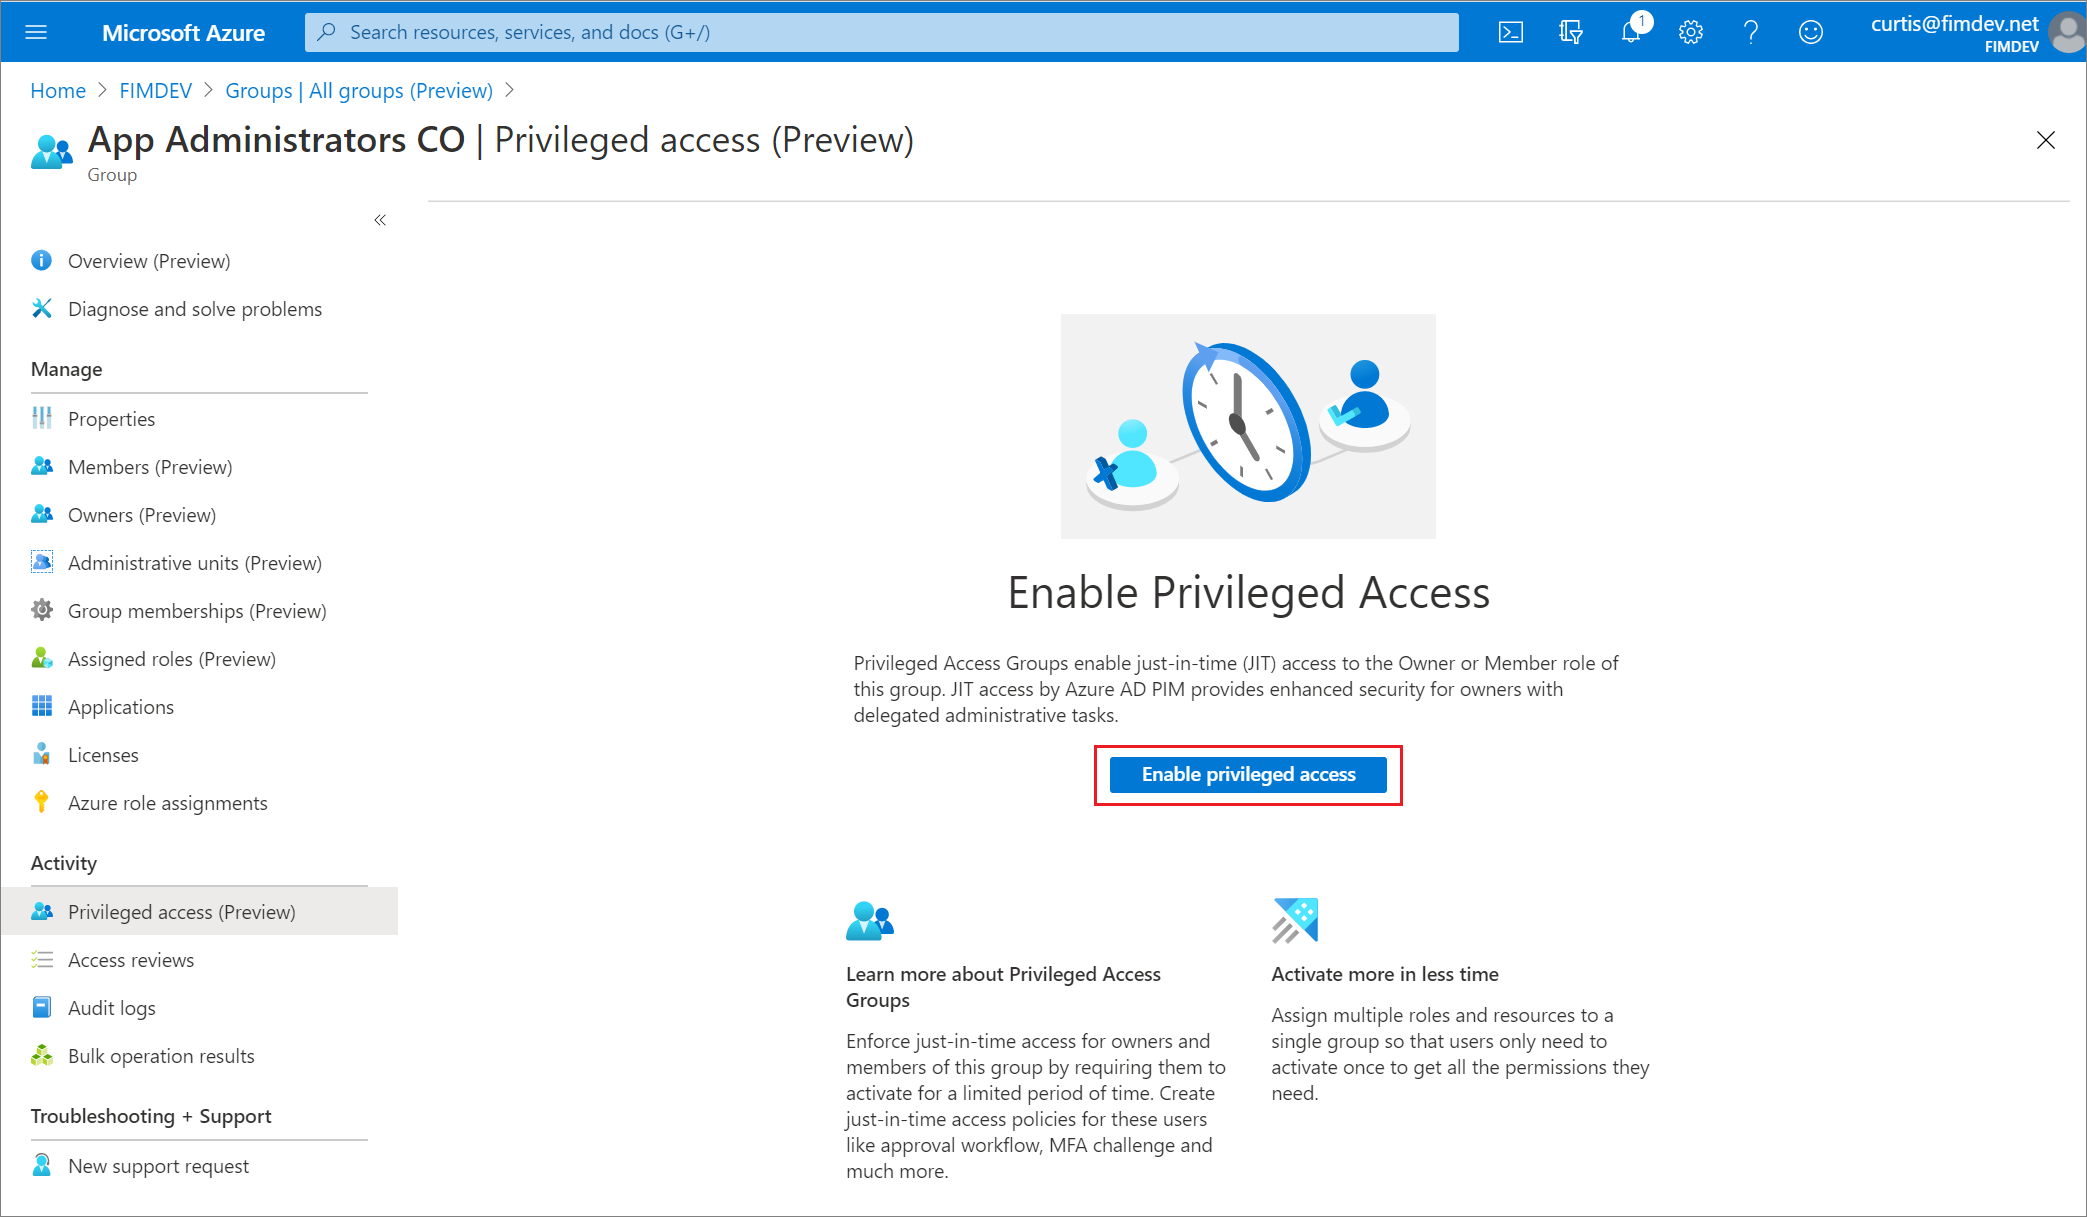 Microsoft Azure
Search resources, services, and docs (G+/)
1
curtis@fimdev.net
FIMDEV
Home > FIMDEV > Groups | All groups (Preview) >
App Administrators CO | Privileged access (Preview)
Group
«
Overview (Preview)
Diagnose and solve problems
Manage
Properties
Members (Preview)
Owners (Preview)
Administrative units (Preview)
Group memberships (Preview)
Assigned roles (Preview)
Applications
Licenses
Azure role assignments
Activity
Privileged access (Preview)
Access reviews
Audit logs
Bulk operation results
Troubleshooting + Support
New support request
Enable Privileged Access
Privileged Access Groups enable just-in-time (JIT) access to the Owner or Member role of
this group. JIT access by Azure AD PIM provides enhanced security for owners with
delegated administrative tasks.
Enable privileged access
Learn more about Privileged Access
Groups
Enforce just-in-time access for owners and
members of this group by requiring them to
activate for a limited period of time. Create
just-in-time access policies for these users
like approval workflow, MFA challenge and
much more.
Activate more in less time
Assign multiple roles and resources to a
single group so that users only need to
activate once to get all the permissions they
need.